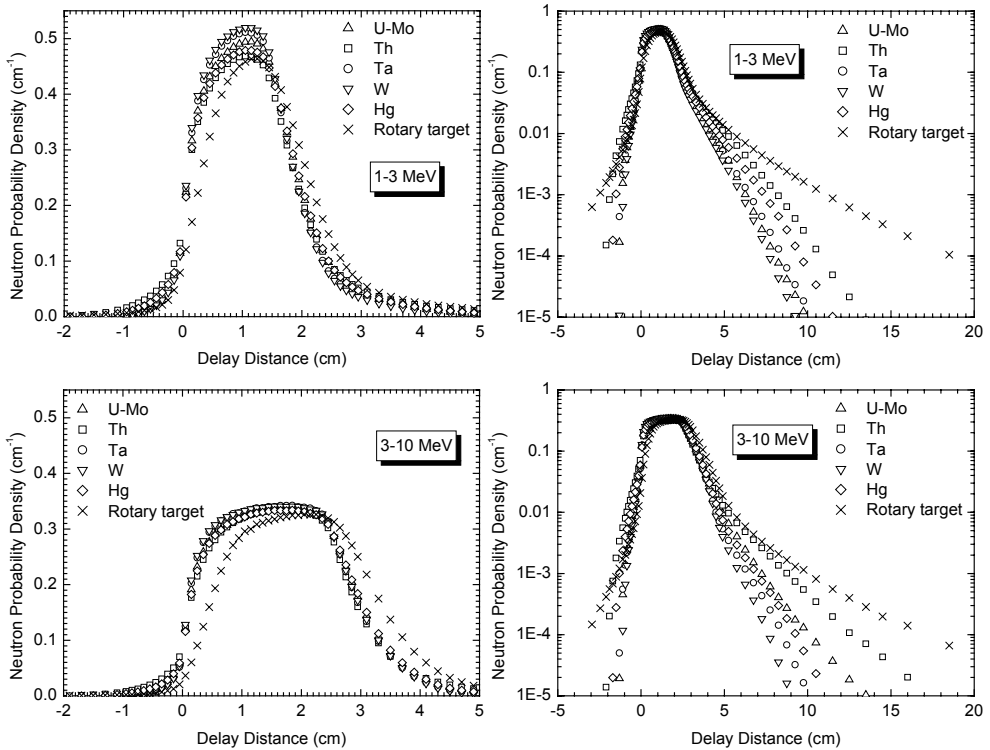 Neutron Probability Density (cm-1)
0.5
0.4
0.3
0.2
0.1
0.0
U-Mo
Th
Ta
W
Hg
Rotary target
1-3 MeV
-2 -1 0 1 2 3 4 5
Delay Distance (cm)
Neutron Probability Density (cm-1)
1
0.1
0.01
1E-3
1E-4
1E-5
U-Mo
Th
Ta
W
Hg
Rotary target
1-3 MeV
-5 0 5 10 15 20
Delay Distance (cm)
Neutron Probability Density (cm-1)
0.5
0.4
0.3
0.2
0.1
0.0
U-Mo
Th
Ta
W
Hg
Rotary target
3-10 MeV
-2 -1 0 1 2 3 4 5
Delay Distance (cm)
Neutron Probability Density (cm-1)
1
0.1
0.01
1E-3
1E-4
1E-5
U-Mo
Th
Ta
W
Hg
Rotary target
3-10 MeV
-5 0 5 10 15 20
Delay Distance (cm)